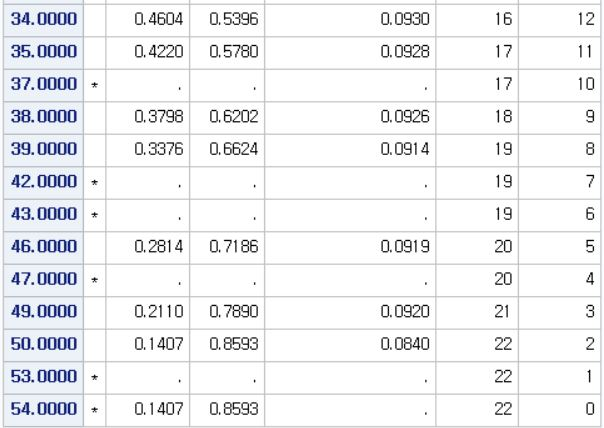 34.0000 0.4604 0.5396 0.0930 16 12
35.0000 0.4220 0.5780 0.0928 17 11
37.0000 * . . . 17 10
38.0000 0.3798 0.6202 0.0926 18 9
39.0000 0.3376 0.6624 0.0914 19 8
42.0000 * . . . 19 7
43.0000 * . . . 19 6
46.0000 0.2814 0.7186 0.0919 20 5
47.0000 * . . . 20 4
49.0000 0.2110 0.7890 0.0920 21 3
50.0000 0.1407 0.8593 0.0840 22 2
53.0000 * . . . 22 1
54.0000 * 0.1407 0.8593 . 22 0